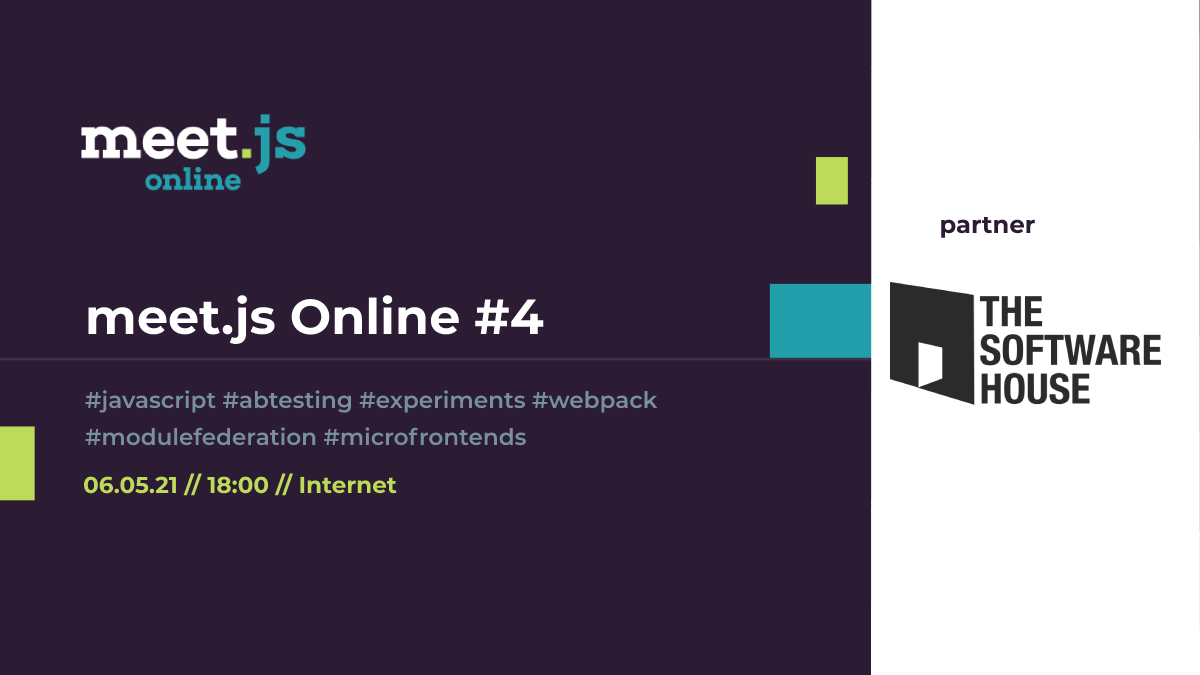 meet.js
online
meet.js Online #4
#javascript #abtesting #experiments #webpack
#modulefederation #microfrontends
06.05.21 // 18:00 // Internet
partner
THE
SOFTWARE
HOUSE